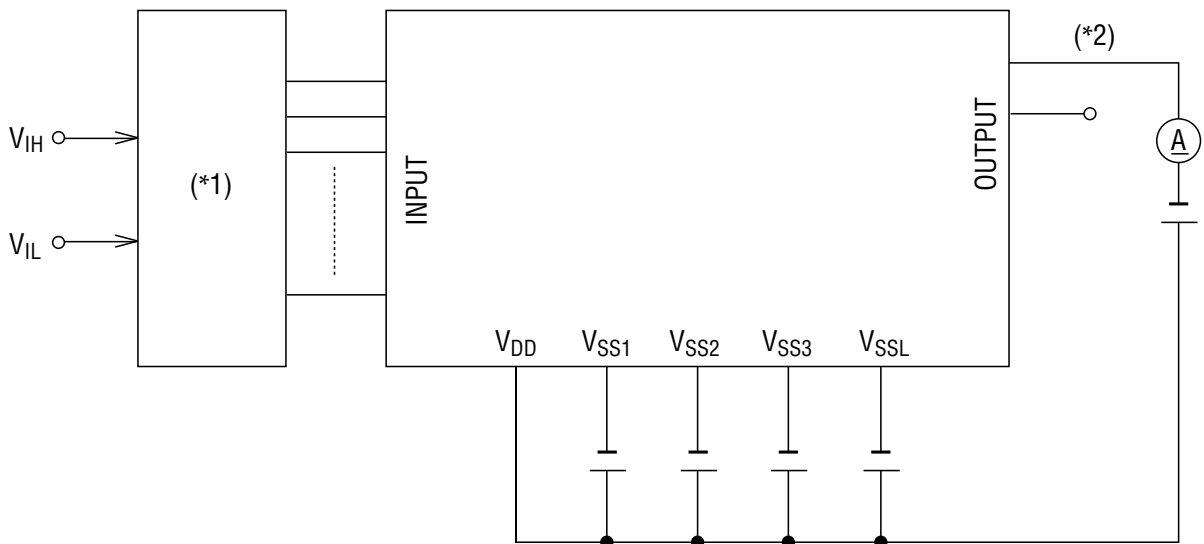 (*2)
V_IH
(*1)
INPUT
OUTPUT
A
V_IL
V_DD V_SS1 V_SS2 V_SS3 V_SSL